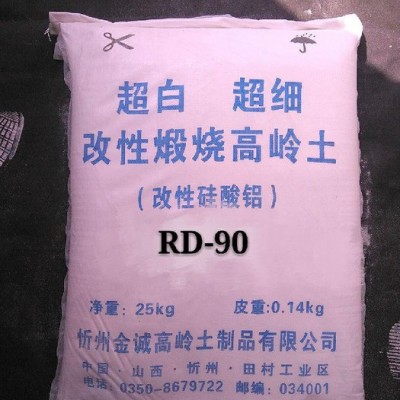 超白 超细
改性煅烧高岭土
(改性硅酸铝)
RD-90
净重: 25kg 皮重: 0.14kg
忻州金诚高岭土制品有限公司
中国·山西·忻州·田村工业区
电话: 0350-8679722 邮编: 034001